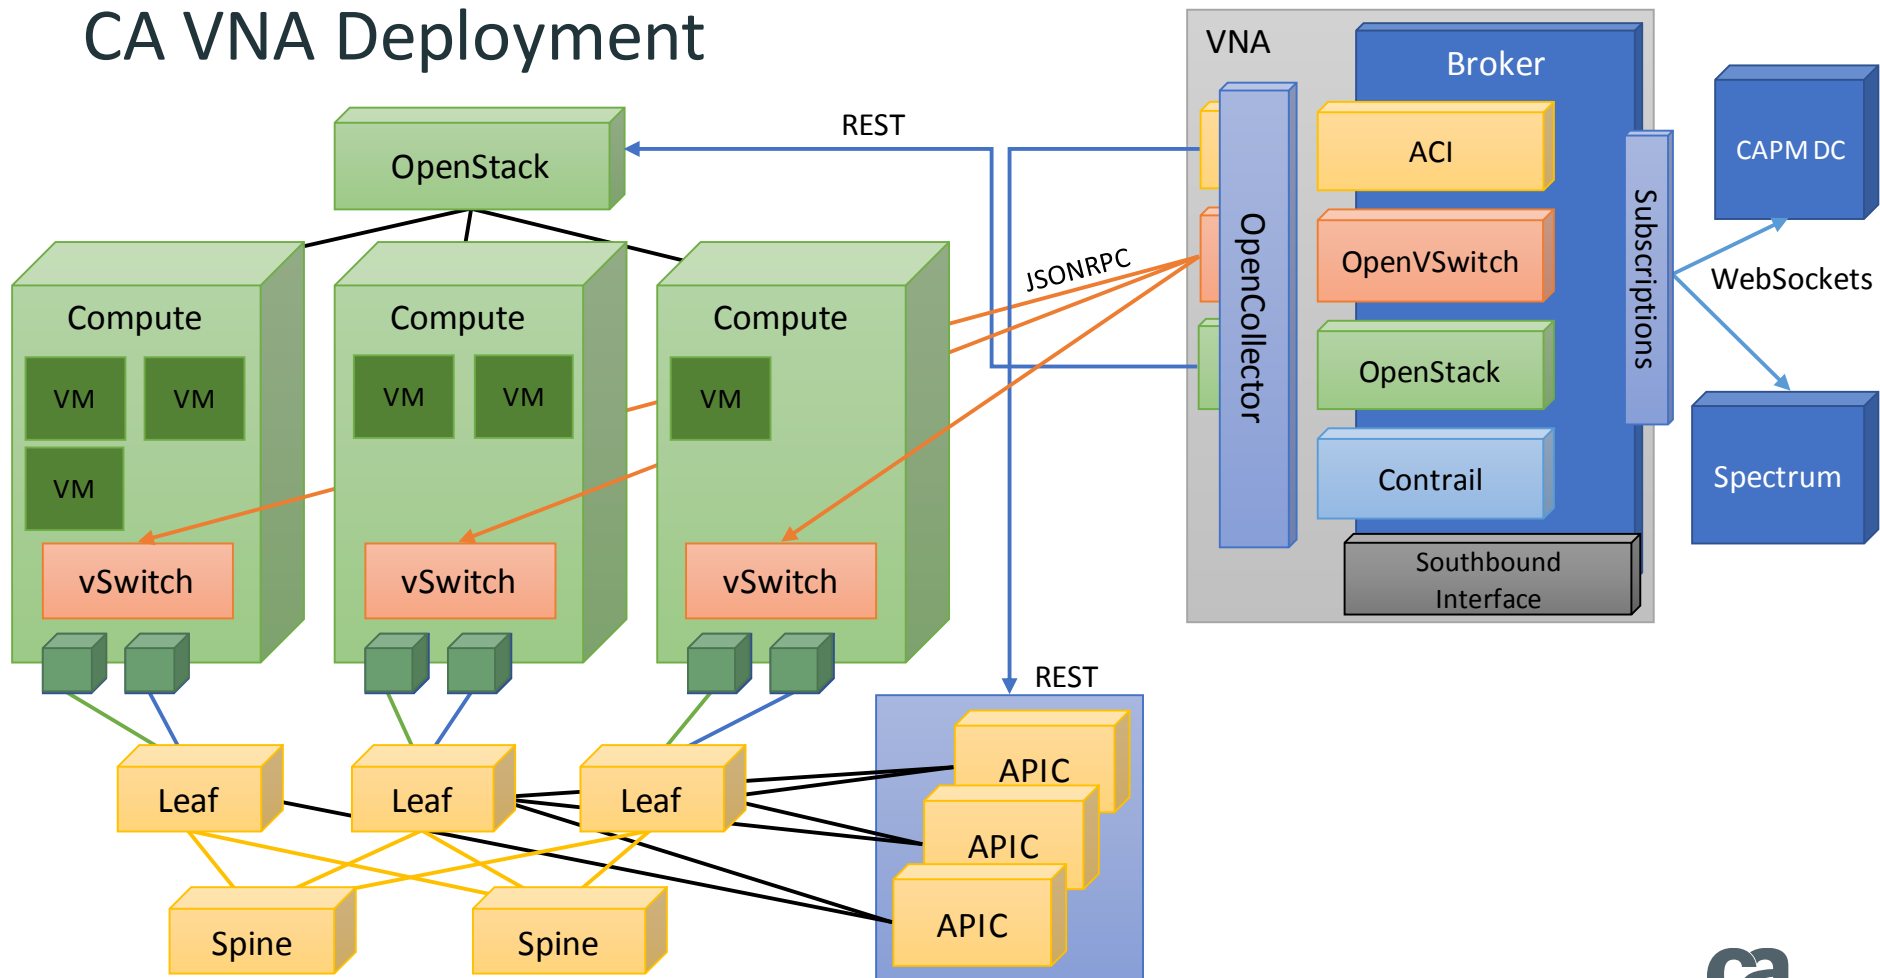 CA VNA Deployment
VNA
Broker
REST
OpenStack
ACI
CAPM DC
OpenCollector
OpenVSwitch
Subscriptions
JSONRPC
WebSockets
Compute
Compute
Compute
OpenStack
VM
VM
VM
VM
VM
VM
Contrail
Spectrum
vSwitch
vSwitch
vSwitch
Southbound
Interface
REST
Leaf
Leaf
Leaf
APIC
APIC
APIC
Spine
Spine
ca